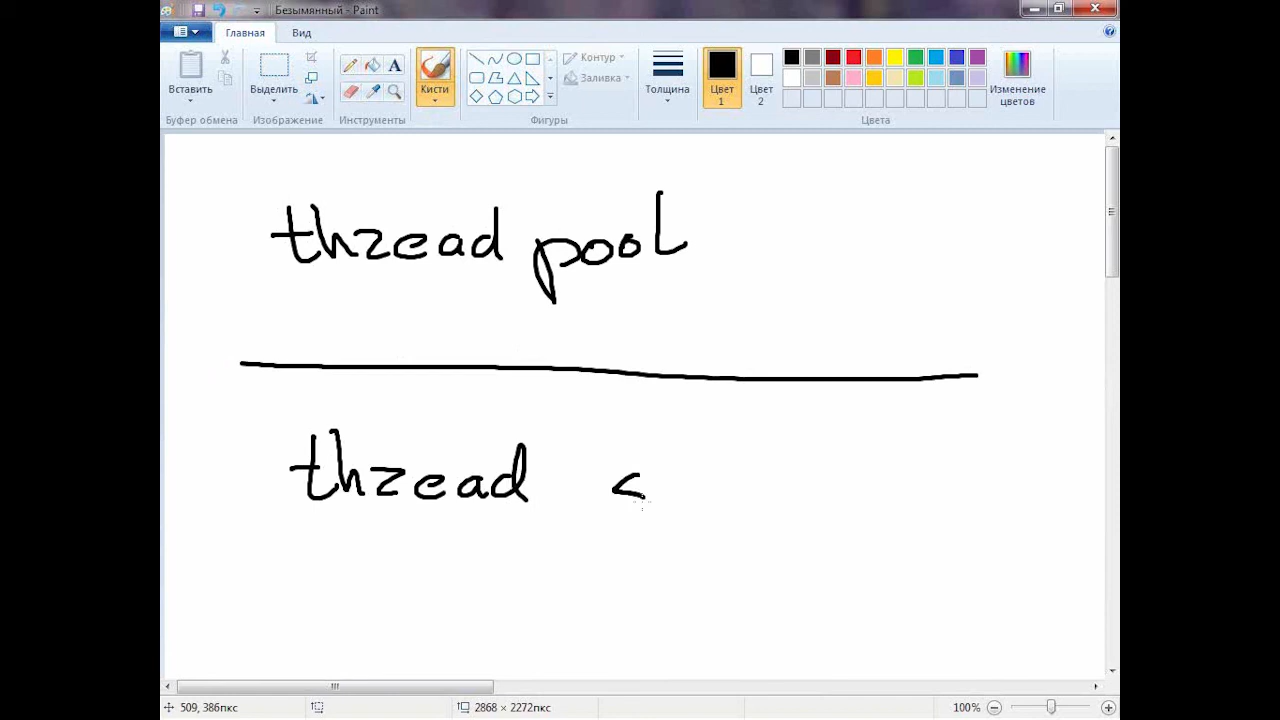 Безымянный - Paint
Главная Вид
Вставить Выделить Кисти Контур Заливка Толщина Цвет 1 Цвет 2 Изменение цветов
Буфер обмена Изображение Инструменты Фигуры Цвета
thread pool
thread
509, 386пкс 2868 × 2272пкс 100%